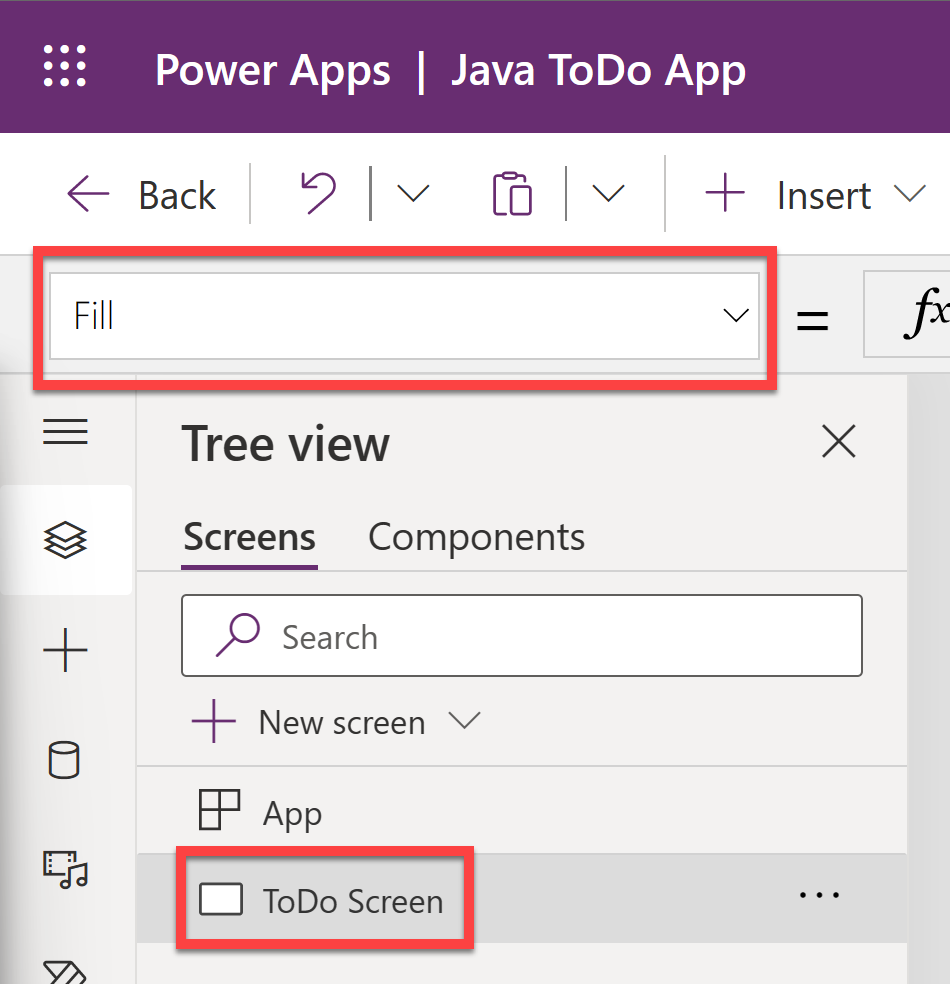 Power Apps | Java ToDo App
Back
Insert
Fill
= fx
Tree view
Screens Components
Search
New screen
App
ToDo Screen